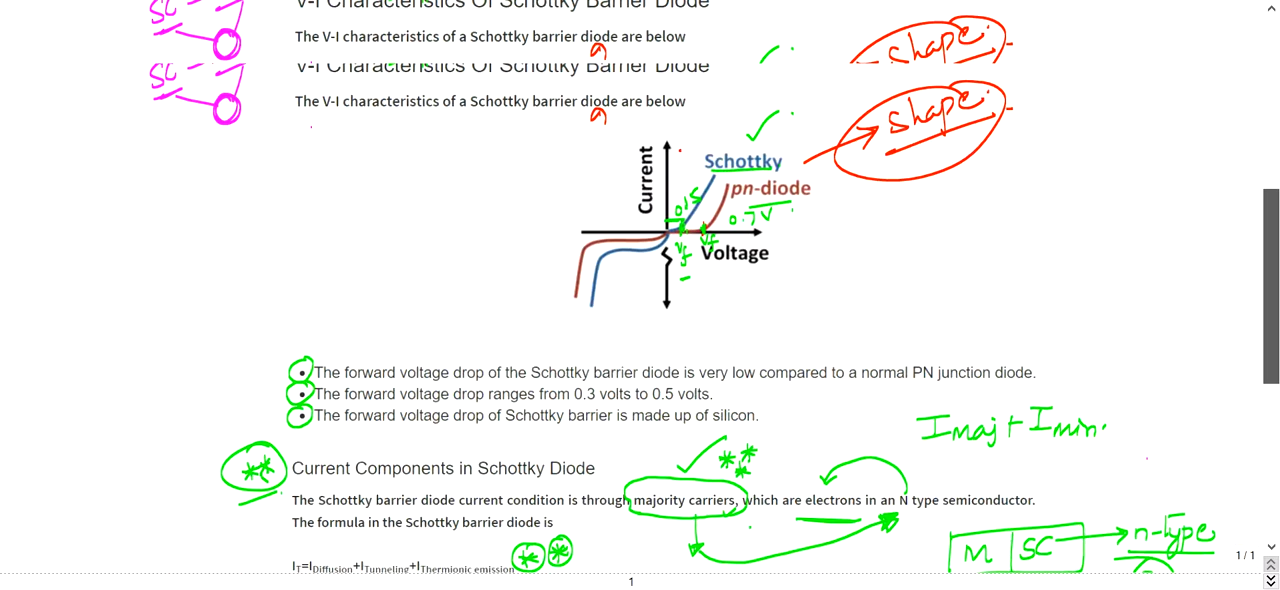 SC
V-I Characteristics Of Schottky Barrier Diode
The V-I characteristics of a Schottky barrier diode are below
shape
SC
V-I Characteristics Of Schottky Barrier Diode
The V-I characteristics of a Schottky barrier diode are below
shape
Current
Schottky
pn-diode
0.7V
Vf
Vf
Voltage
• The forward voltage drop of the Schottky barrier diode is very low compared to a normal PN junction diode.
• The forward voltage drop ranges from 0.3 volts to 0.5 volts.
• The forward voltage drop of Schottky barrier is made up of silicon.
Imaj + Imin.
** Current Components in Schottky Diode
***
The Schottky barrier diode current condition is through majority carriers, which are electrons in an N type semiconductor.
The formula in the Schottky barrier diode is
M SC n-type
IT=IDiffusion+ITunneling+IThermionic emission **
1 / 1
1